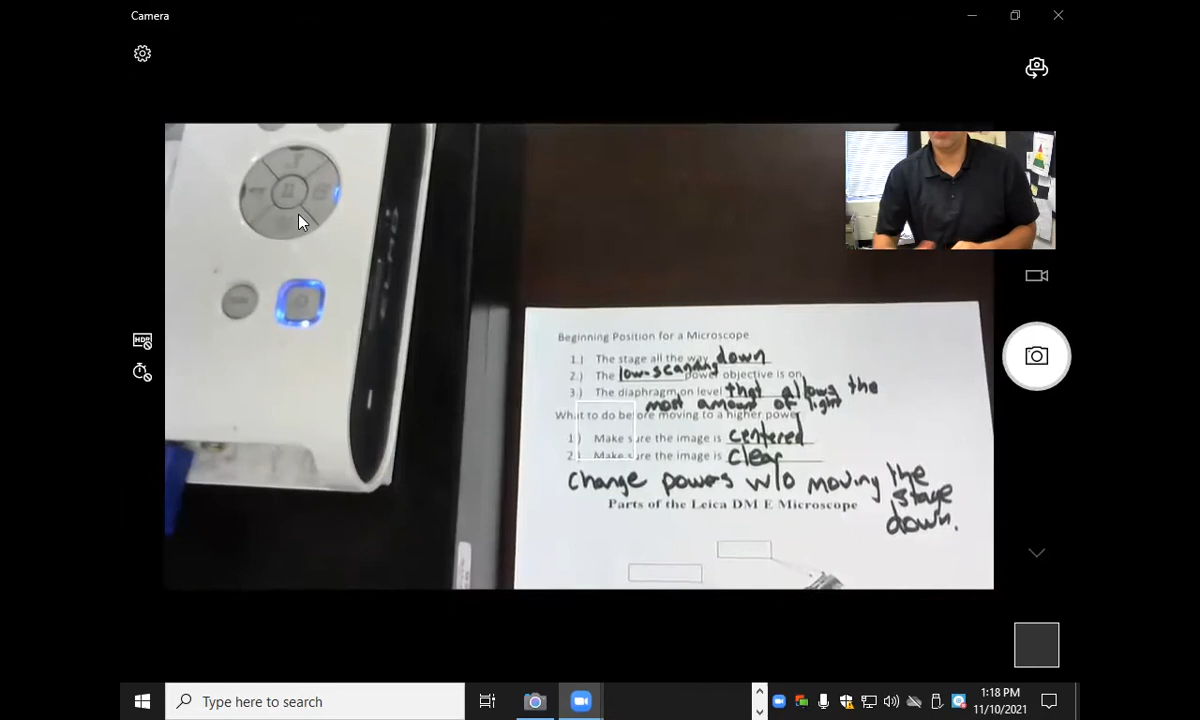 Camera
Beginning Position for a Microscope
1.) The stage all the way down
2.) The low-scanning power objective is on
3.) The diaphragm on level that allows the
most amount of light
What to do before moving to a higher power
1.) Make sure the image is centered
2.) Make sure the image is clear
Change powers w/o moving the
stage
down.
Parts of the Leica DM E Microscope
Type here to search
1:18 PM
11/10/2021